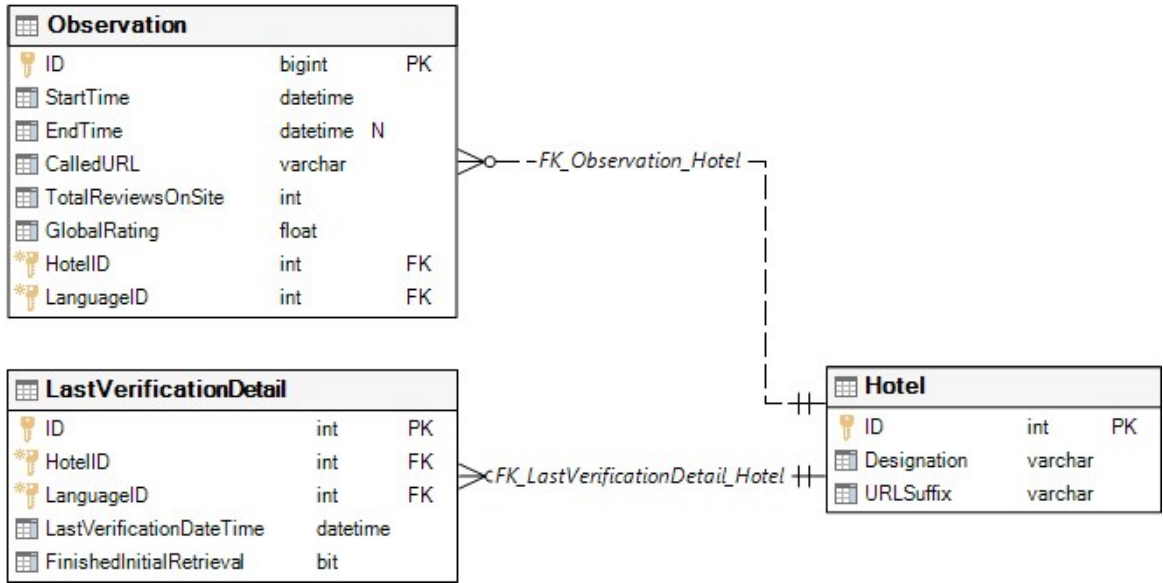 Observation
ID bigint PK
StartTime datetime
EndTime datetime N
CalledURL varchar
TotalReviewsOnSite int
GlobalRating float
HotelID int FK
LanguageID int FK
FK_Observation_Hotel
LastVerificationDetail
ID int PK
HotelID int FK
LanguageID int FK
LastVerificationDateTime datetime
FinishedInitialRetrieval bit
FK_LastVerificationDetail_Hotel
Hotel
ID int PK
Designation varchar
URLSuffix varchar